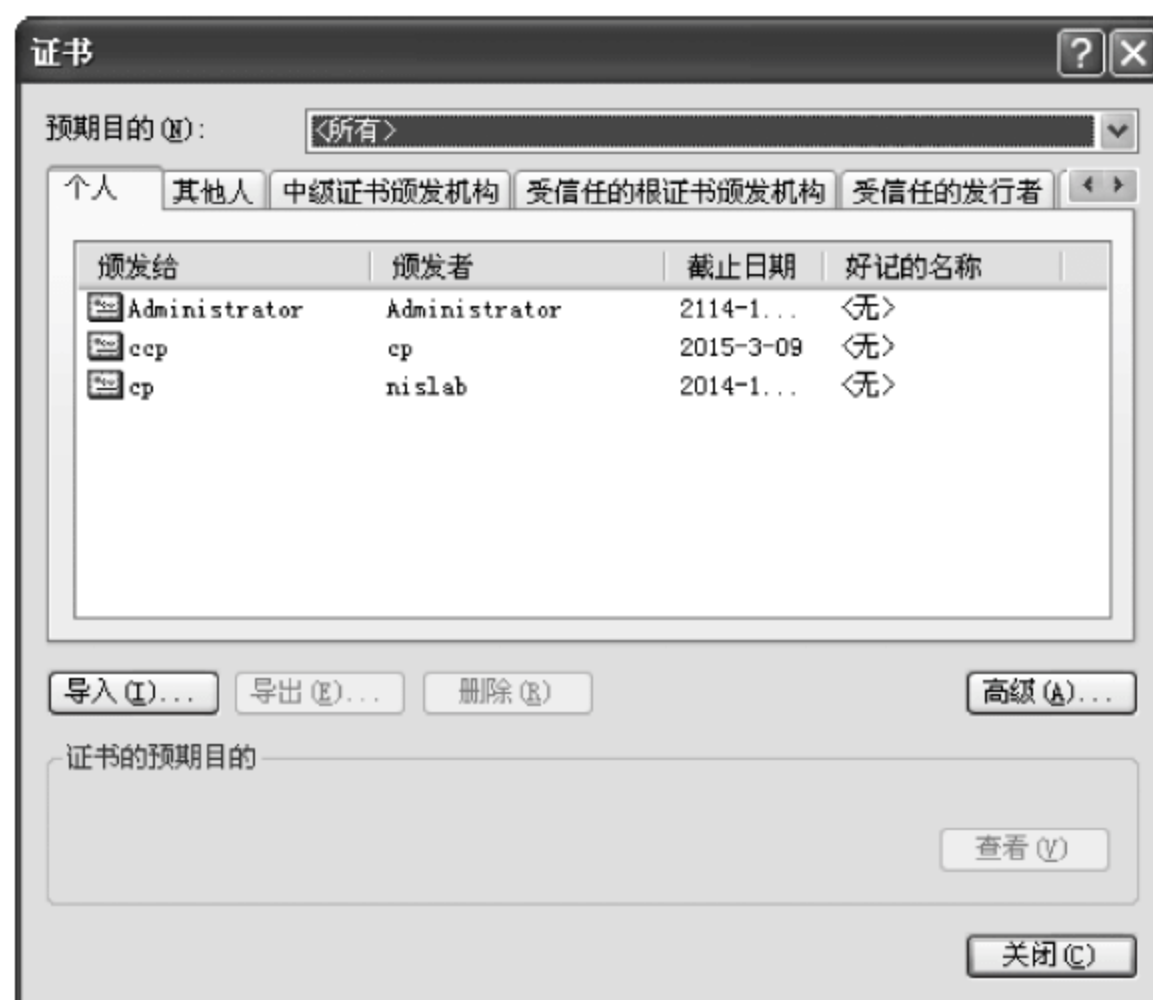 证书
预期目的(N): <所有>
个人 其他人 中级证书颁发机构 受信任的根证书颁发机构 受信任的发行者
颁发给 颁发者 截止日期 好记的名称
Administrator Administrator 2114-1... <无>
ccp cp 2015-3-09 <无>
cp nislab 2014-1... <无>
导入(I)... 导出(E)... 删除(R) 高级(A)...
证书的预期目的
查看(V)
关闭(C)